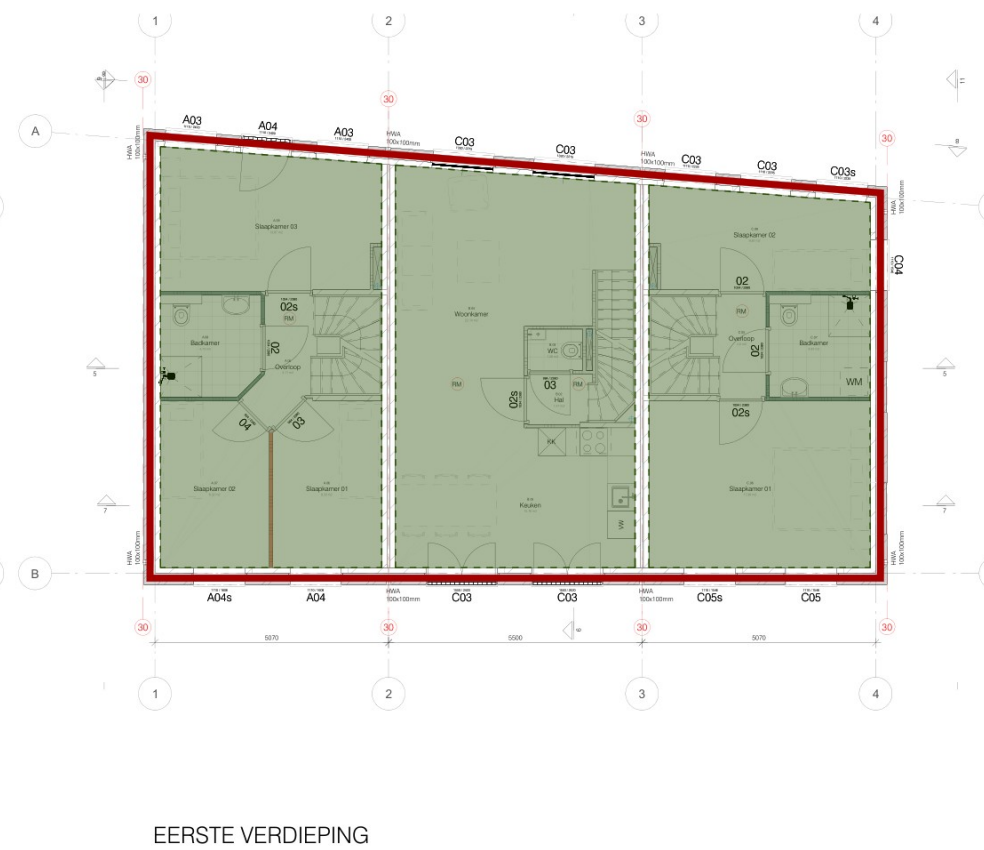 1
2
3
4
30
30
30
30
A
A03
A04
A03
HWA
100x100mm
C03
C03
HWA
100x100mm
C03
C03
C03s
HWA
100x100mm
HWA
100x100mm
C04
Slaapkamer 03
Slaapkamer 02
02s
RM
02
RM
Woonkamer
Badkamer
02
Overloop
WC
Overloop
02
Badkamer
RM
02s
03
RM
Hal
WM
5
5
04
03
02s
KK
Slaapkamer 02
Slaapkamer 01
Keuken
VW
Slaapkamer 01
7
7
HWA
100x100mm
HWA
100x100mm
B
A04s
A04
HWA
100x100mm
C03
C03
HWA
100x100mm
C05s
C05
30
30
30
30
5070
5500
5070
1
2
3
4
EERSTE VERDIEPING